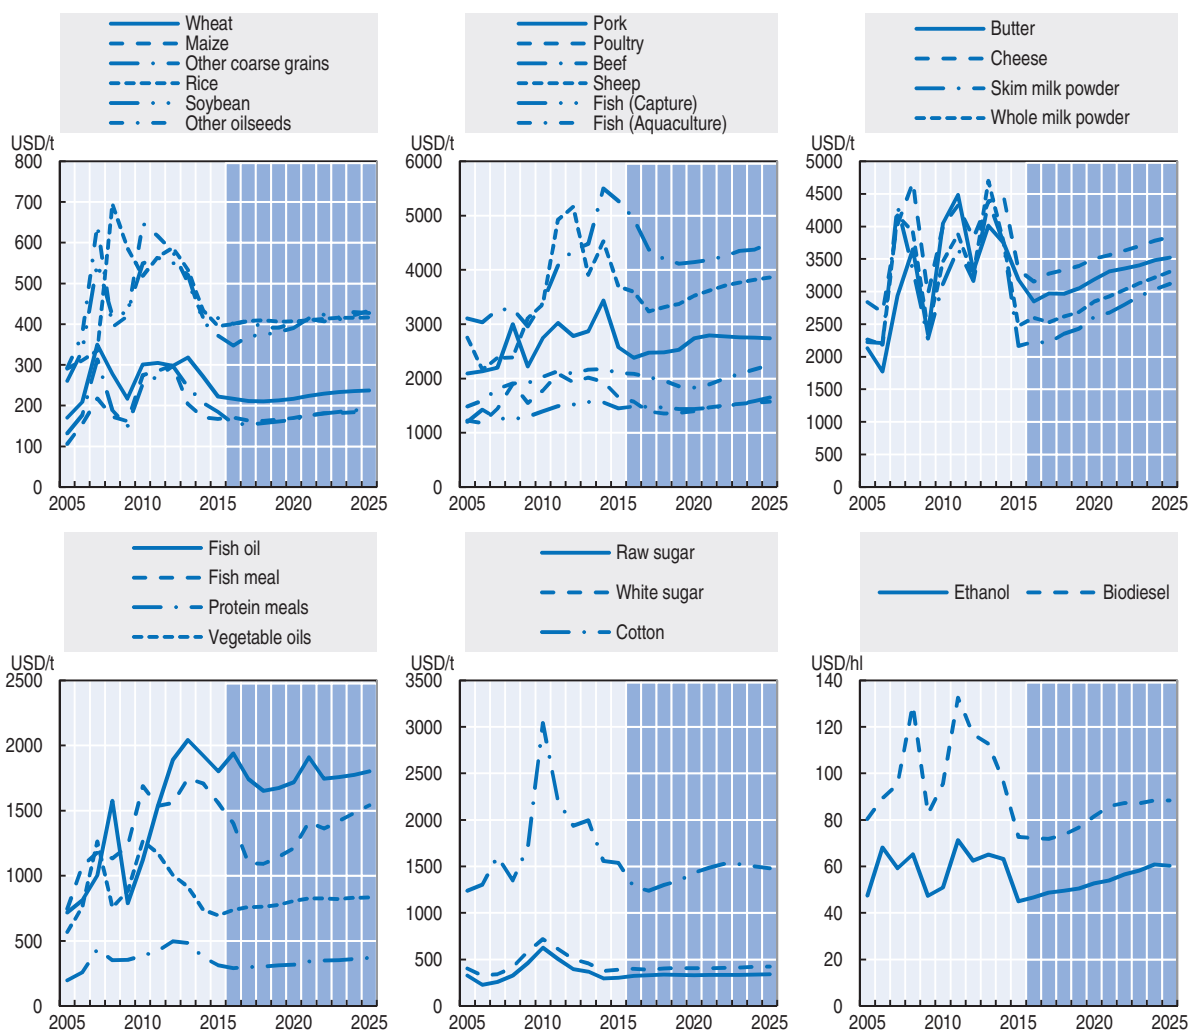 Wheat
Maize
Other coarse grains
Rice
Soybean
Other oilseeds
USD/t
800
700
600
500
400
300
200
100
0
2005 2010 2015 2020 2025
Pork
Poultry
Beef
Sheep
Fish (Capture)
Fish (Aquaculture)
USD/t
6000
5000
4000
3000
2000
1000
0
2005 2010 2015 2020 2025
Butter
Cheese
Skim milk powder
Whole milk powder
USD/t
5000
4500
4000
3500
3000
2500
2000
1500
1000
500
0
2005 2010 2015 2020 2025
Fish oil
Fish meal
Protein meals
Vegetable oils
USD/t
2500
2000
1500
1000
500
0
2005 2010 2015 2020 2025
Raw sugar
White sugar
Cotton
USD/t
3500
3000
2500
2000
1500
1000
500
0
2005 2010 2015 2020 2025
Ethanol Biodiesel
USD/hl
140
120
100
80
60
40
20
0
2005 2010 2015 2020 2025